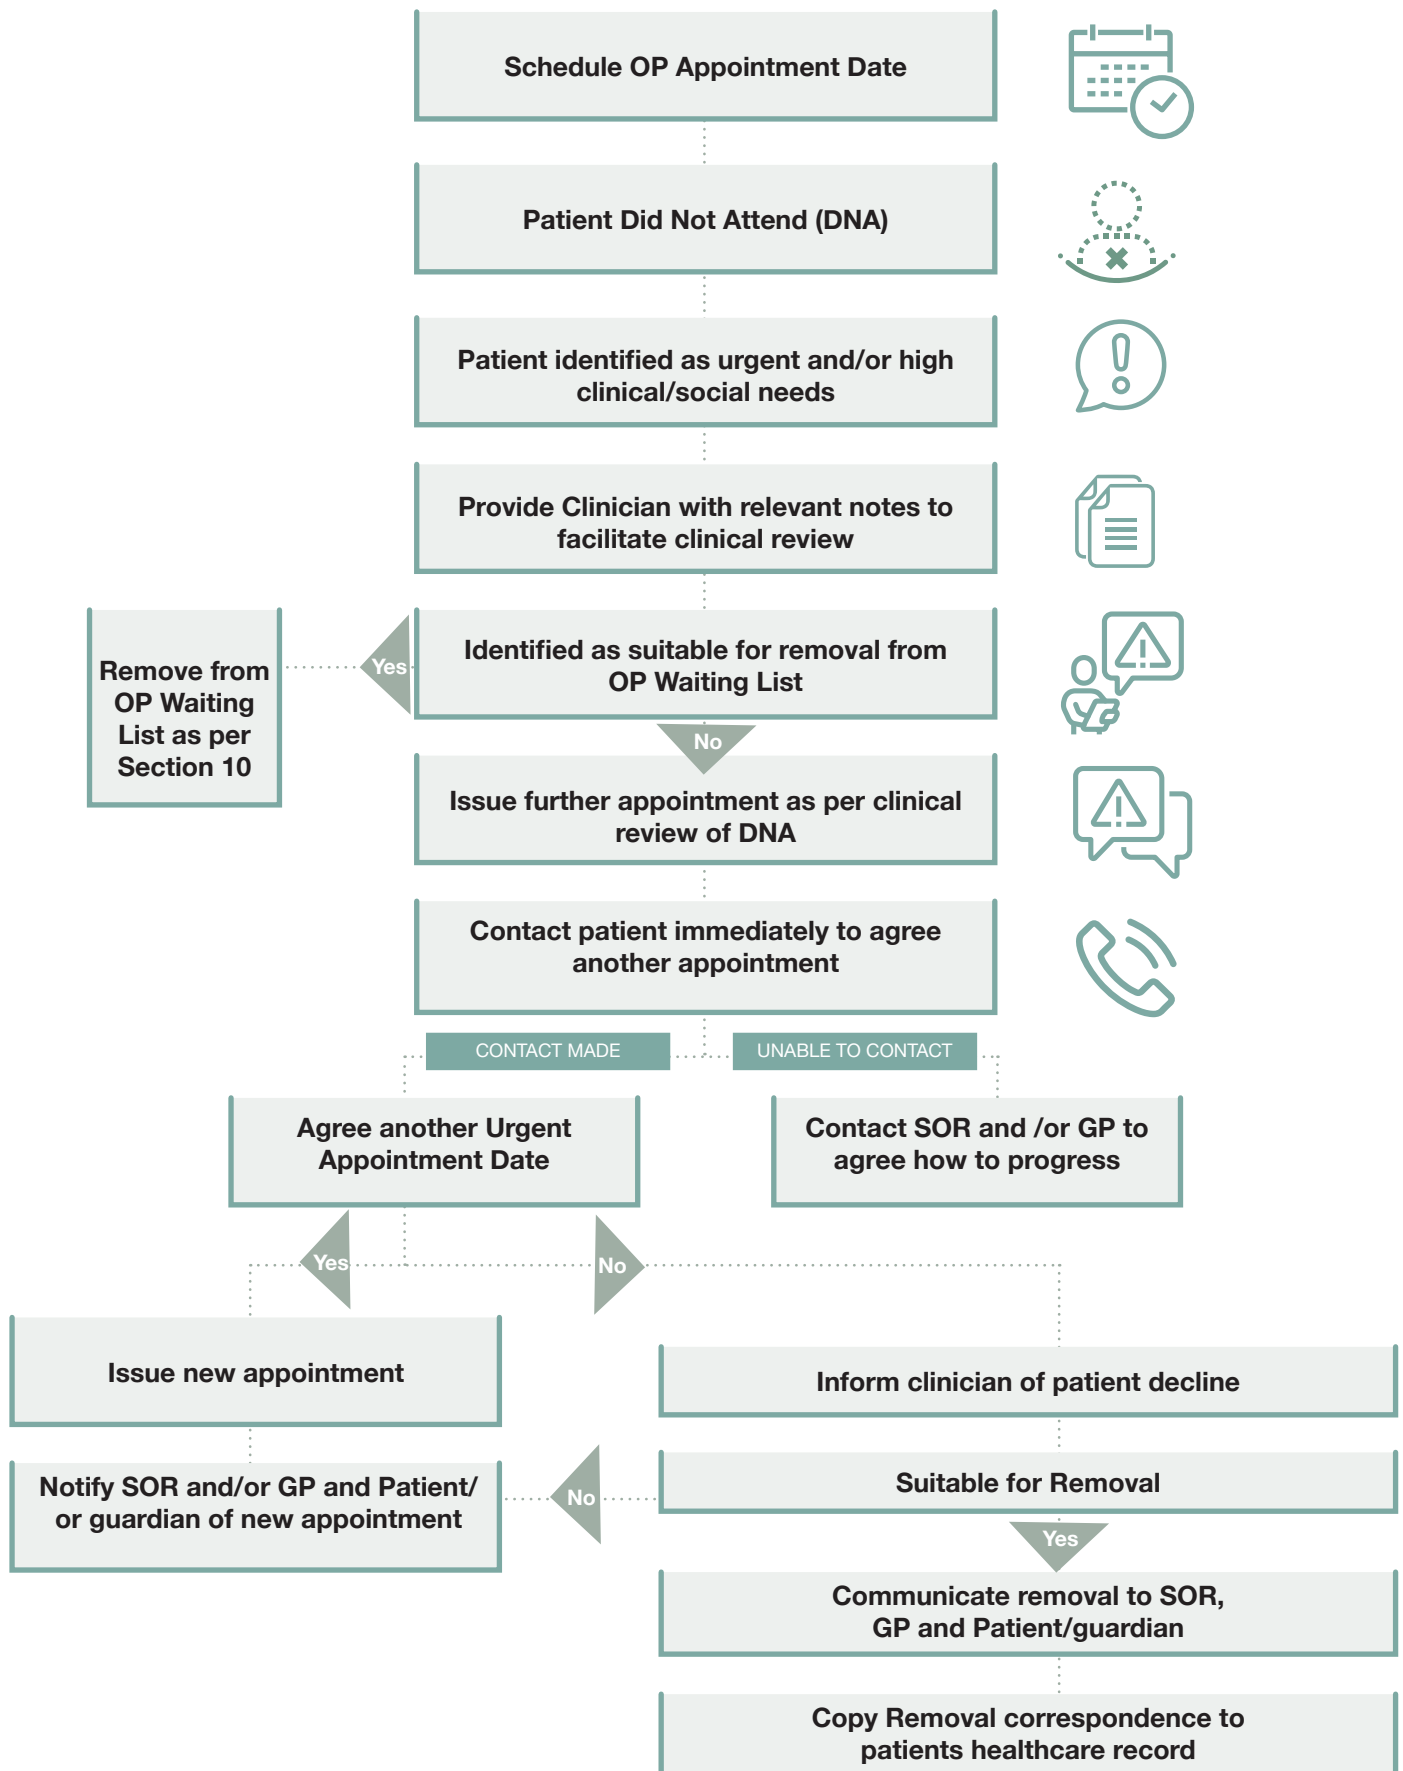 Schedule OP Appointment Date
Patient Did Not Attend (DNA)
Patient identified as urgent and/or high
clinical/social needs
Provide Clinician with relevant notes to
facilitate clinical review
Identified as suitable for removal from
OP Waiting List
Yes
Remove from
OP Waiting
List as per
Section 10
No
Issue further appointment as per clinical
review of DNA
Contact patient immediately to agree
another appointment
CONTACT MADE
UNABLE TO CONTACT
Agree another Urgent
Appointment Date
Contact SOR and /or GP to
agree how to progress
Yes
No
Issue new appointment
Inform clinician of patient decline
Notify SOR and/or GP and Patient/
or guardian of new appointment
No
Suitable for Removal
Yes
Communicate removal to SOR,
GP and Patient/guardian
Copy Removal correspondence to
patients healthcare record